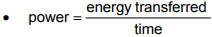 • power = energy transferred
time